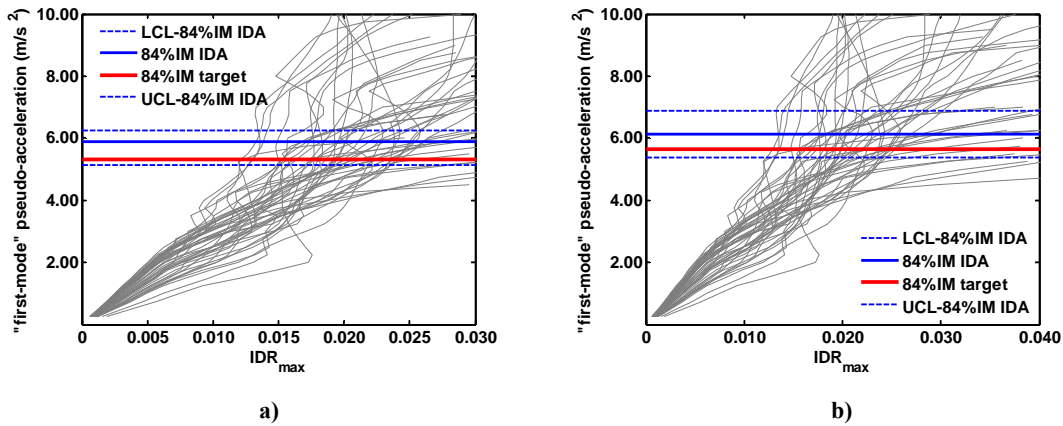 10.00
8.00
6.00
4.00
2.00
"first-mode" pseudo-acceleration (m/s ²)
LCL-84%IM IDA
84%IM IDA
84%IM target
UCL-84%IM IDA
0 0.005 0.010 0.015 0.020 0.025 0.030
IDRmax
a)
10.00
8.00
6.00
4.00
2.00
"first-mode" pseudo-acceleration (m/s ²)
LCL-84%IM IDA
84%IM IDA
84%IM target
UCL-84%IM IDA
0 0.010 0.020 0.030 0.040
IDRmax
b)